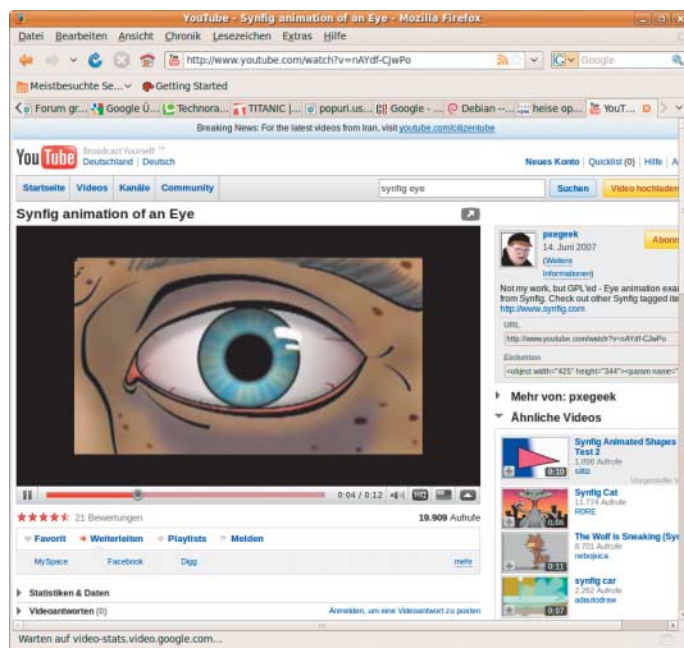 YouTube - Synfig animation of an Eye - Mozilla Firefox
Datei Bearbeiten Ansicht Chronik Lesezeichen Extras Hilfe
http://www.youtube.com/watch?v=nAYdf-CJwPo
Google
Meistbesuchte Se... Getting Started
Forum gr... Google Ü... Technora... TITANIC |... popuri.us... Google - ... Debian --... heise op... YouT...
Breaking News: For the latest videos from Iran, visit youtube.com/citizentube
YouTube Broadcast Yourself ™
Deutschland | Deutsch
Neues Konto | Quicklist (0) | Hilfe | A
Startseite Videos Kanäle Community
synfig eye
Suchen
Video hochladen
Synfig animation of an Eye
pxegeek
14. Juni 2007
(Weitere
Informationen)
Abonn
Not my work, but GPL'ed - Eye animation exa
from Synfig. Check out other Synfig tagged ite
http://www.synfig.com
URL
http://www.youtube.com/watch?v=nAYdf-CJwPo
Einbetten
<object width="425" height="344"><param name="
Mehr von: pxegeek
Ähnliche Videos
Synfig Animated Shapes
Test 2
1.098 Aufrufe
0:10
Synfig Cat
11.774 Aufrufe
RORE
0:06
The Wolf is Sneaking (Syn
8.701 Aufrufe
nebojsica
0:11
synfig car
2.262 Aufrufe
adautodraw
0:07
0:04 / 0:12
HQ
21 Bewertungen
19.909 Aufrufe
Favorit Weiterleiten Playlists Melden
MySpace Facebook Digg mehr
Statistiken & Daten
Videoantworten (0)
Anmelden, um eine Videoantwort zu posten
Warten auf video-stats.video.google.com...